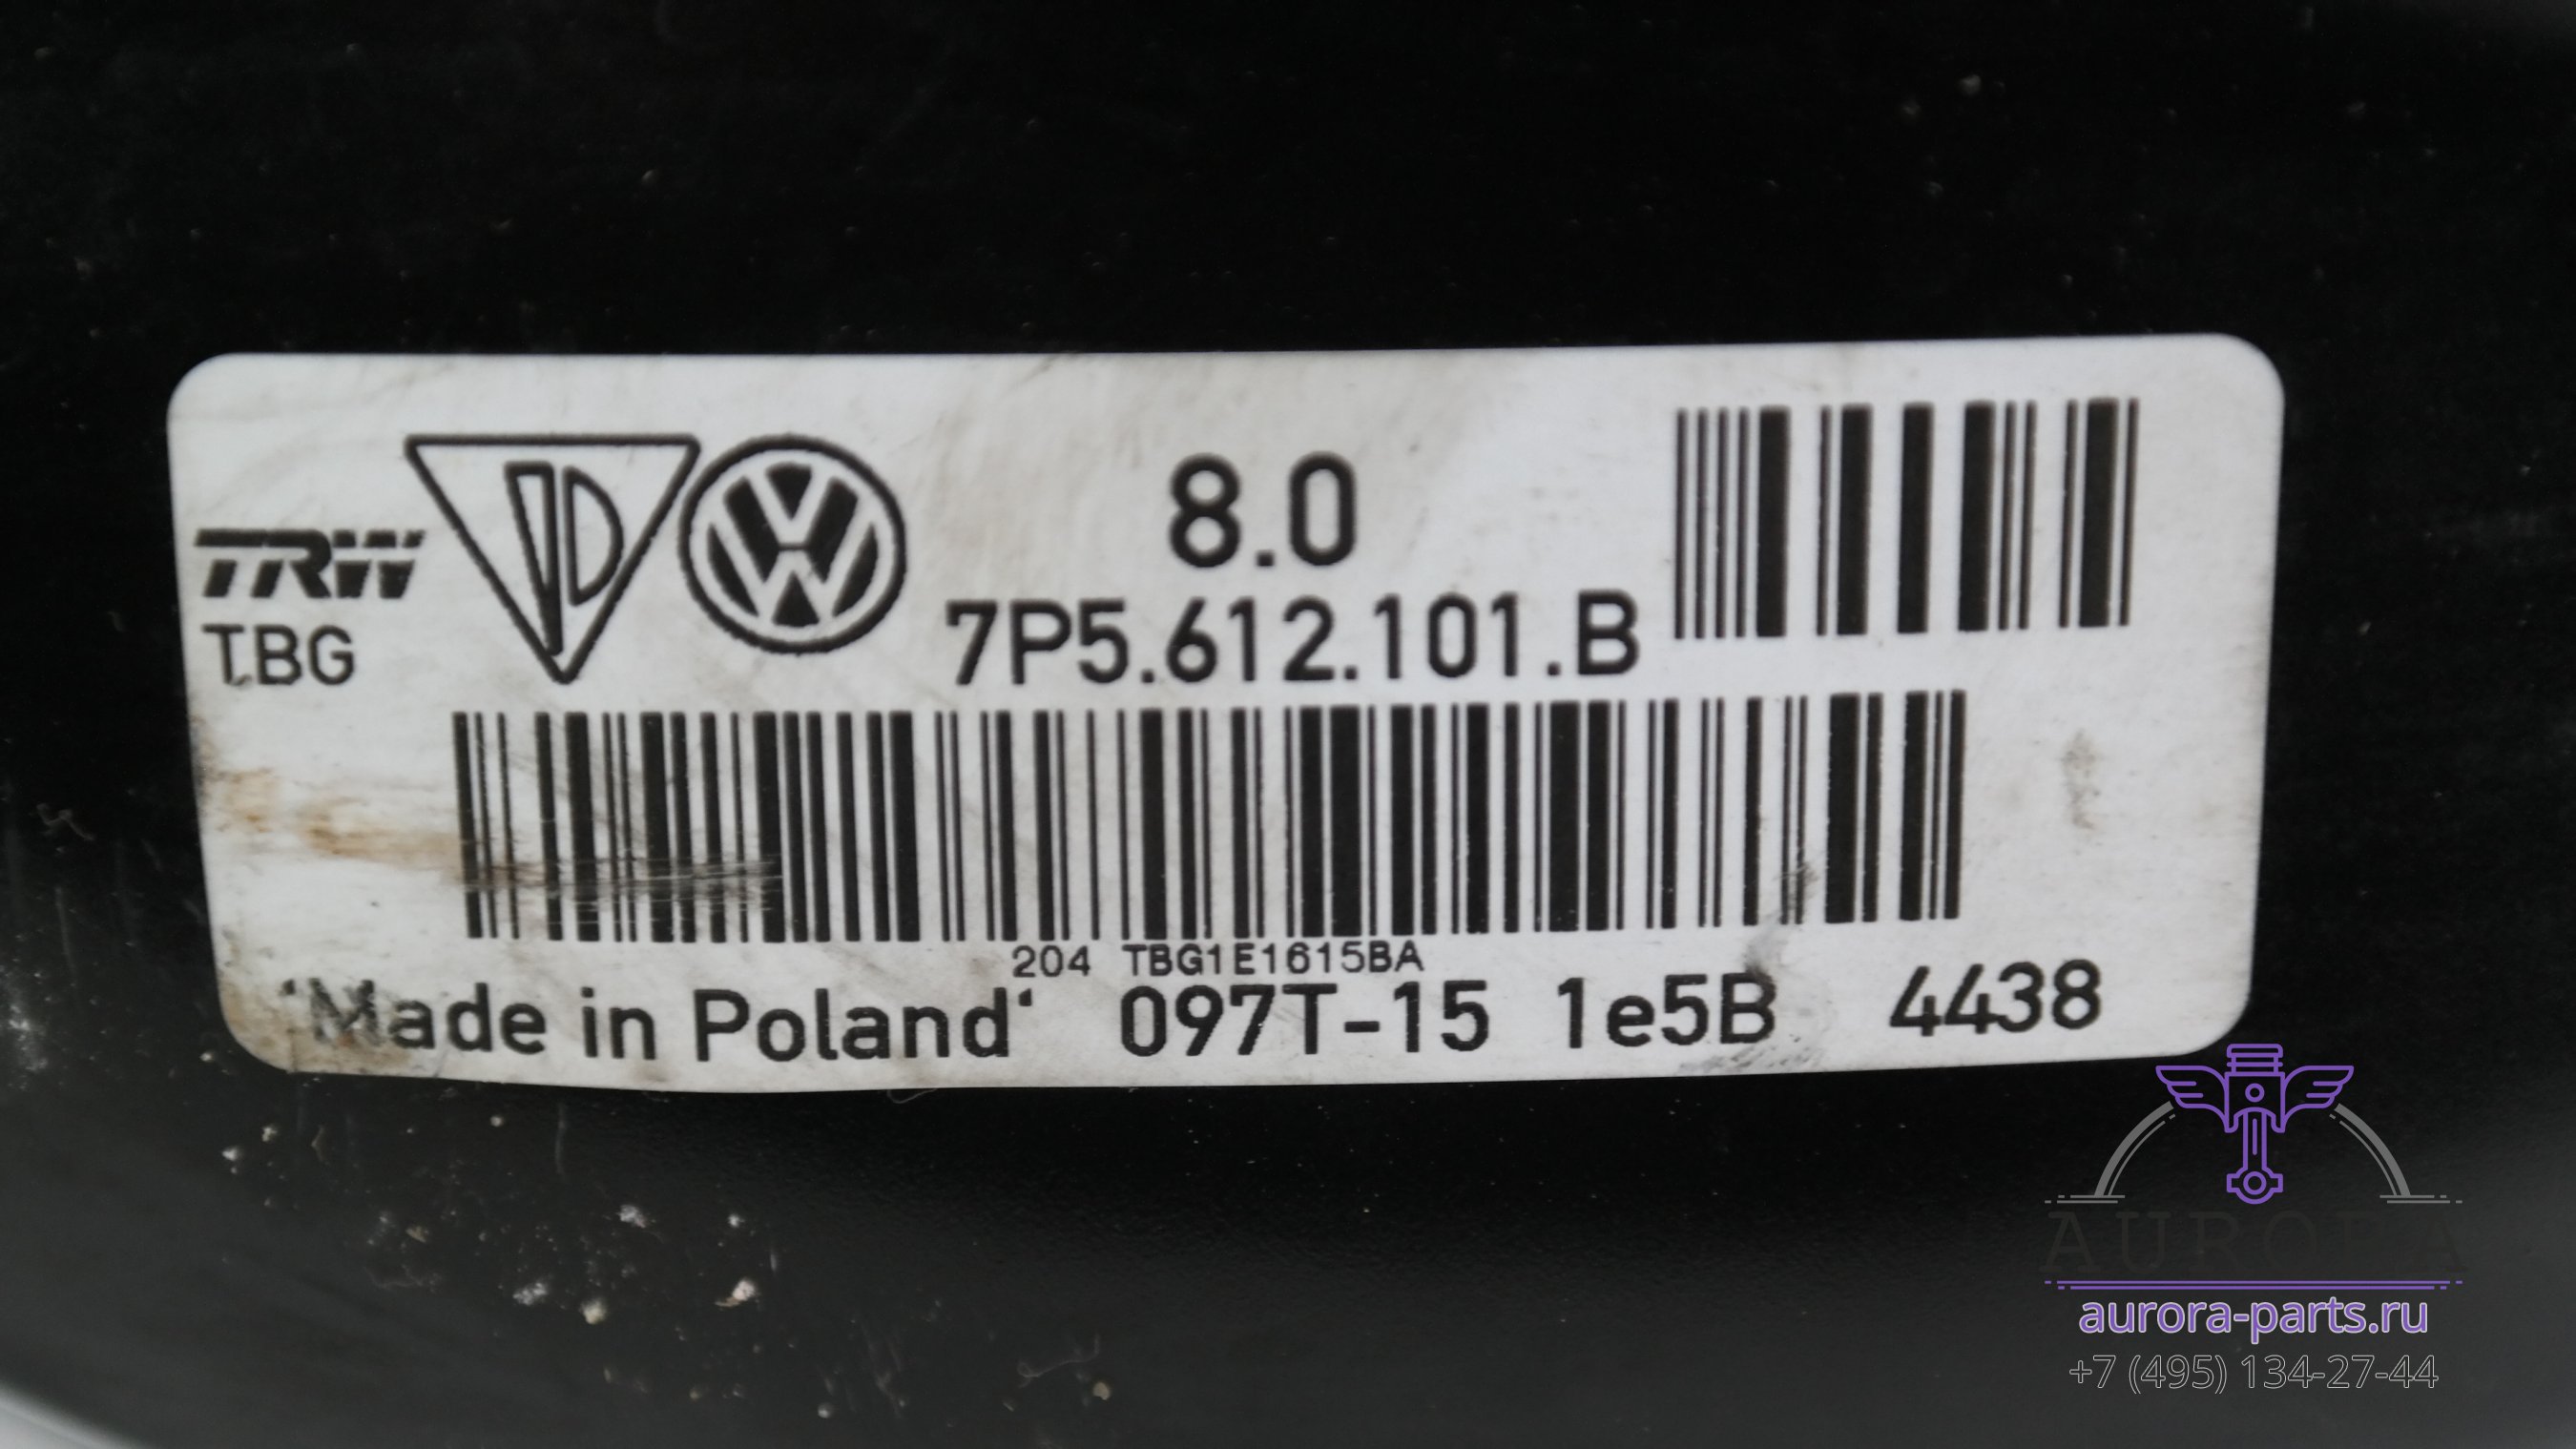 TRW
TBG
8.0
7P5.612.101.B
204 TBG1E1615BA
'Made in Poland' 097T-15 1e5B 4438
AURORA
aurora-parts.ru
+7 (495) 134-27-44